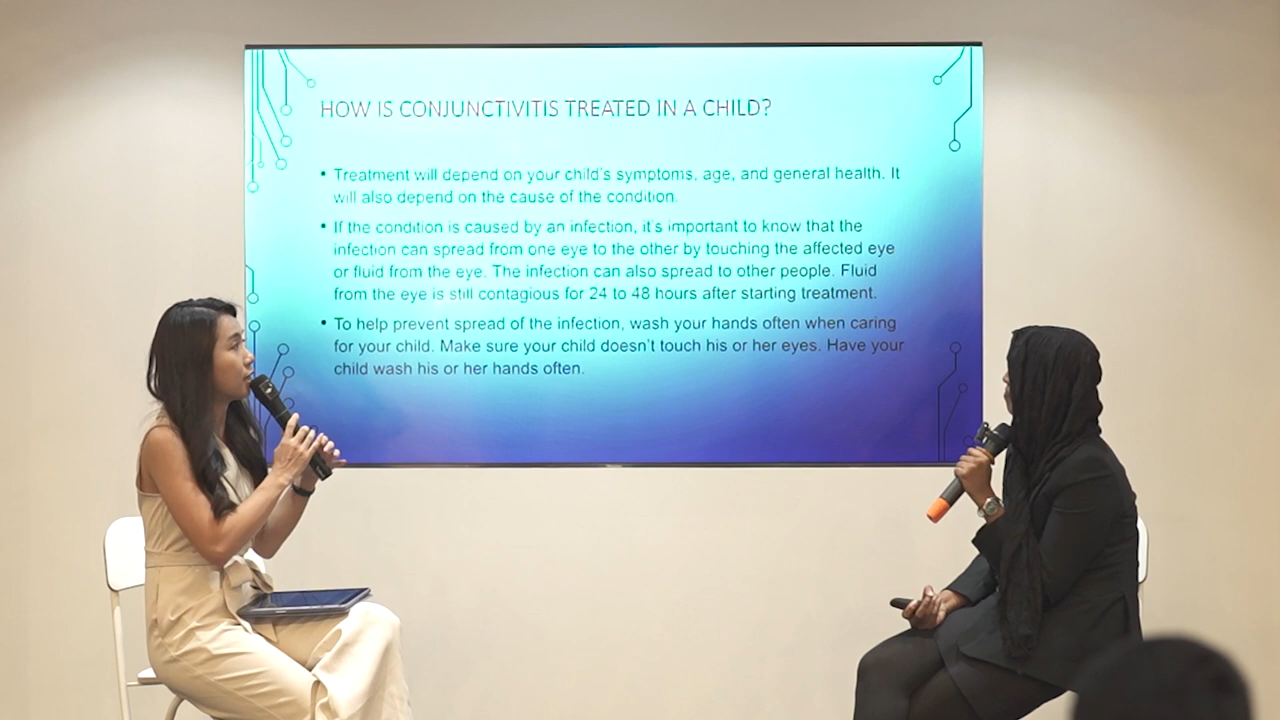 HOW IS CONJUNCTIVITIS TREATED IN A CHILD?
• Treatment will depend on your child's symptoms, age, and general health. It
will also depend on the cause of the condition.
• If the condition is caused by an infection, it's important to know that the
infection can spread from one eye to the other by touching the affected eye
or fluid from the eye. The infection can also spread to other people. Fluid
from the eye is still contagious for 24 to 48 hours after starting treatment.
• To help prevent spread of the infection, wash your hands often when caring
for your child. Make sure your child doesn't touch his or her eyes. Have your
child wash his or her hands often.